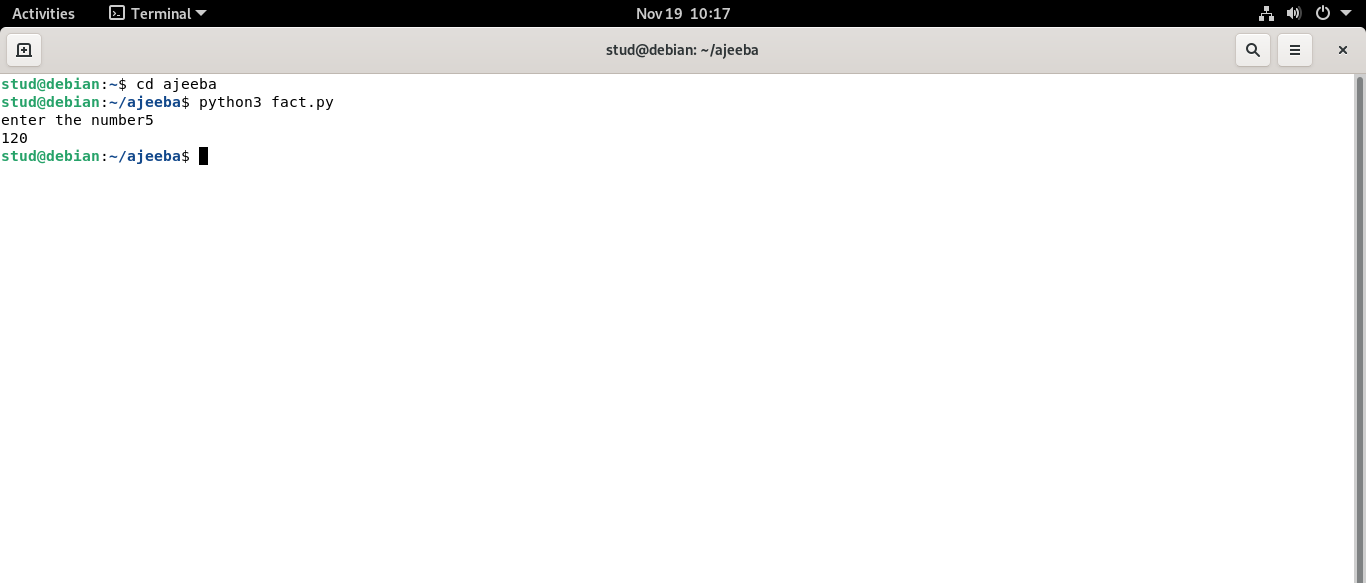 Activities Terminal Nov 19 10:17
stud@debian: ~/ajeeba
stud@debian:~$ cd ajeeba
stud@debian:~/ajeeba$ python3 fact.py
enter the number5
120
stud@debian:~/ajeeba$